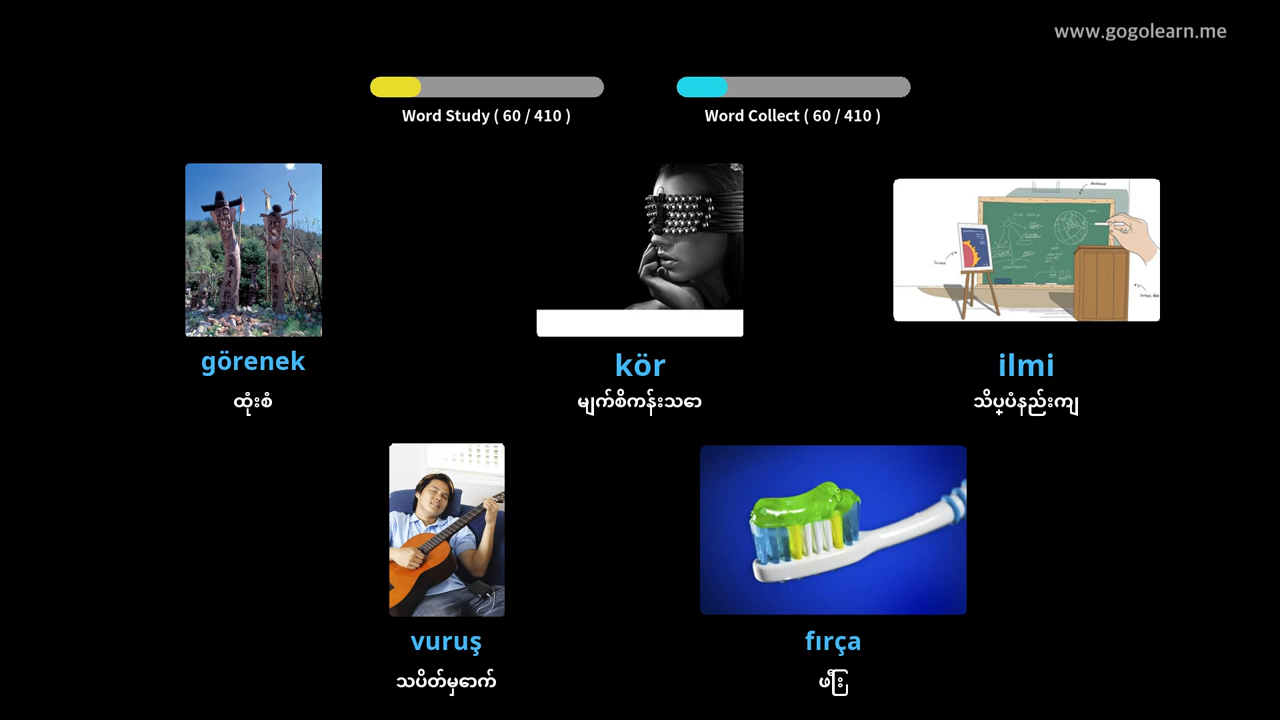 www.gogolearn.me
Word Study ( 60 / 410 )
Word Collect ( 60 / 410 )
görenek
kör
ilmi
ထုံးစံ
မျက်စိကန်းသော
သိပ္ပံနည်းကျ
vuruş
fırça
သပိတ်မှောက်
ဖီး